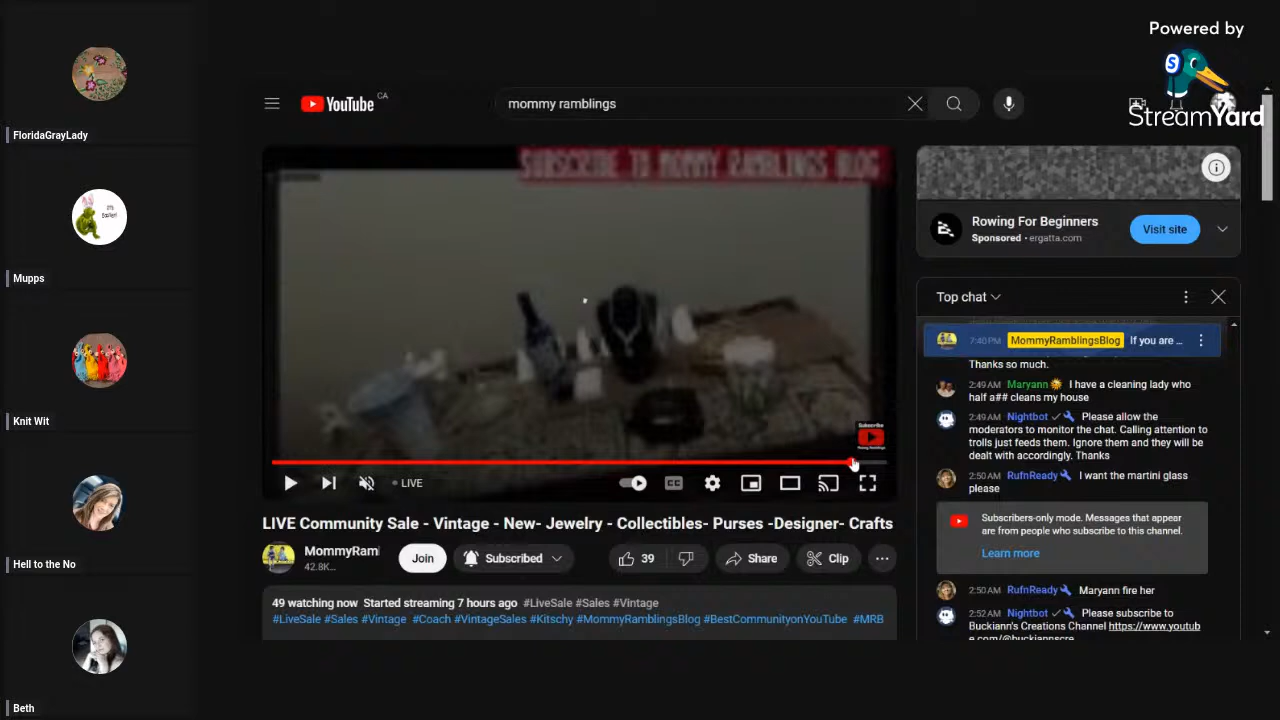 Powered by
StreamYard
FloridaGrayLady
Mupps
Knit Wit
Hell to the No
Beth
YouTube CA
mommy ramblings
SUBSCRIBE TO MOMMY RAMBLINGS BLOG
Subscribe
LIVE
CC
LIVE Community Sale - Vintage - New- Jewelry - Collectibles- Purses -Designer- Crafts
MommyRaml
42.8K...
Join
Subscribed
39
Share
Clip
49 watching now Started streaming 7 hours ago #LiveSale #Sales #Vintage
#LiveSale #Sales #Vintage #Coach #VintageSales #Kitschy #MommyRamblingsBlog #BestCommunityonYouTube #MRB
Rowing For Beginners
Sponsored · ergatta.com
Visit site
Top chat
7:40 PM MommyRamblingsBlog If you are ...
Thanks so much.
2:49 AM Maryann I have a cleaning lady who
half a## cleans my house
2:49 AM Nightbot Please allow the
moderators to monitor the chat. Calling attention to
trolls just feeds them. Ignore them and they will be
dealt with accordingly. Thanks
2:50 AM RufnReady I want the martini glass
please
Subscribers-only mode. Messages that appear
are from people who subscribe to this channel.
Learn more
2:50 AM RufnReady Maryann fire her
2:52 AM Nightbot Please subscribe to
Buckiann's Creations Channel https://www.youtub
e.com/@buckiannscre